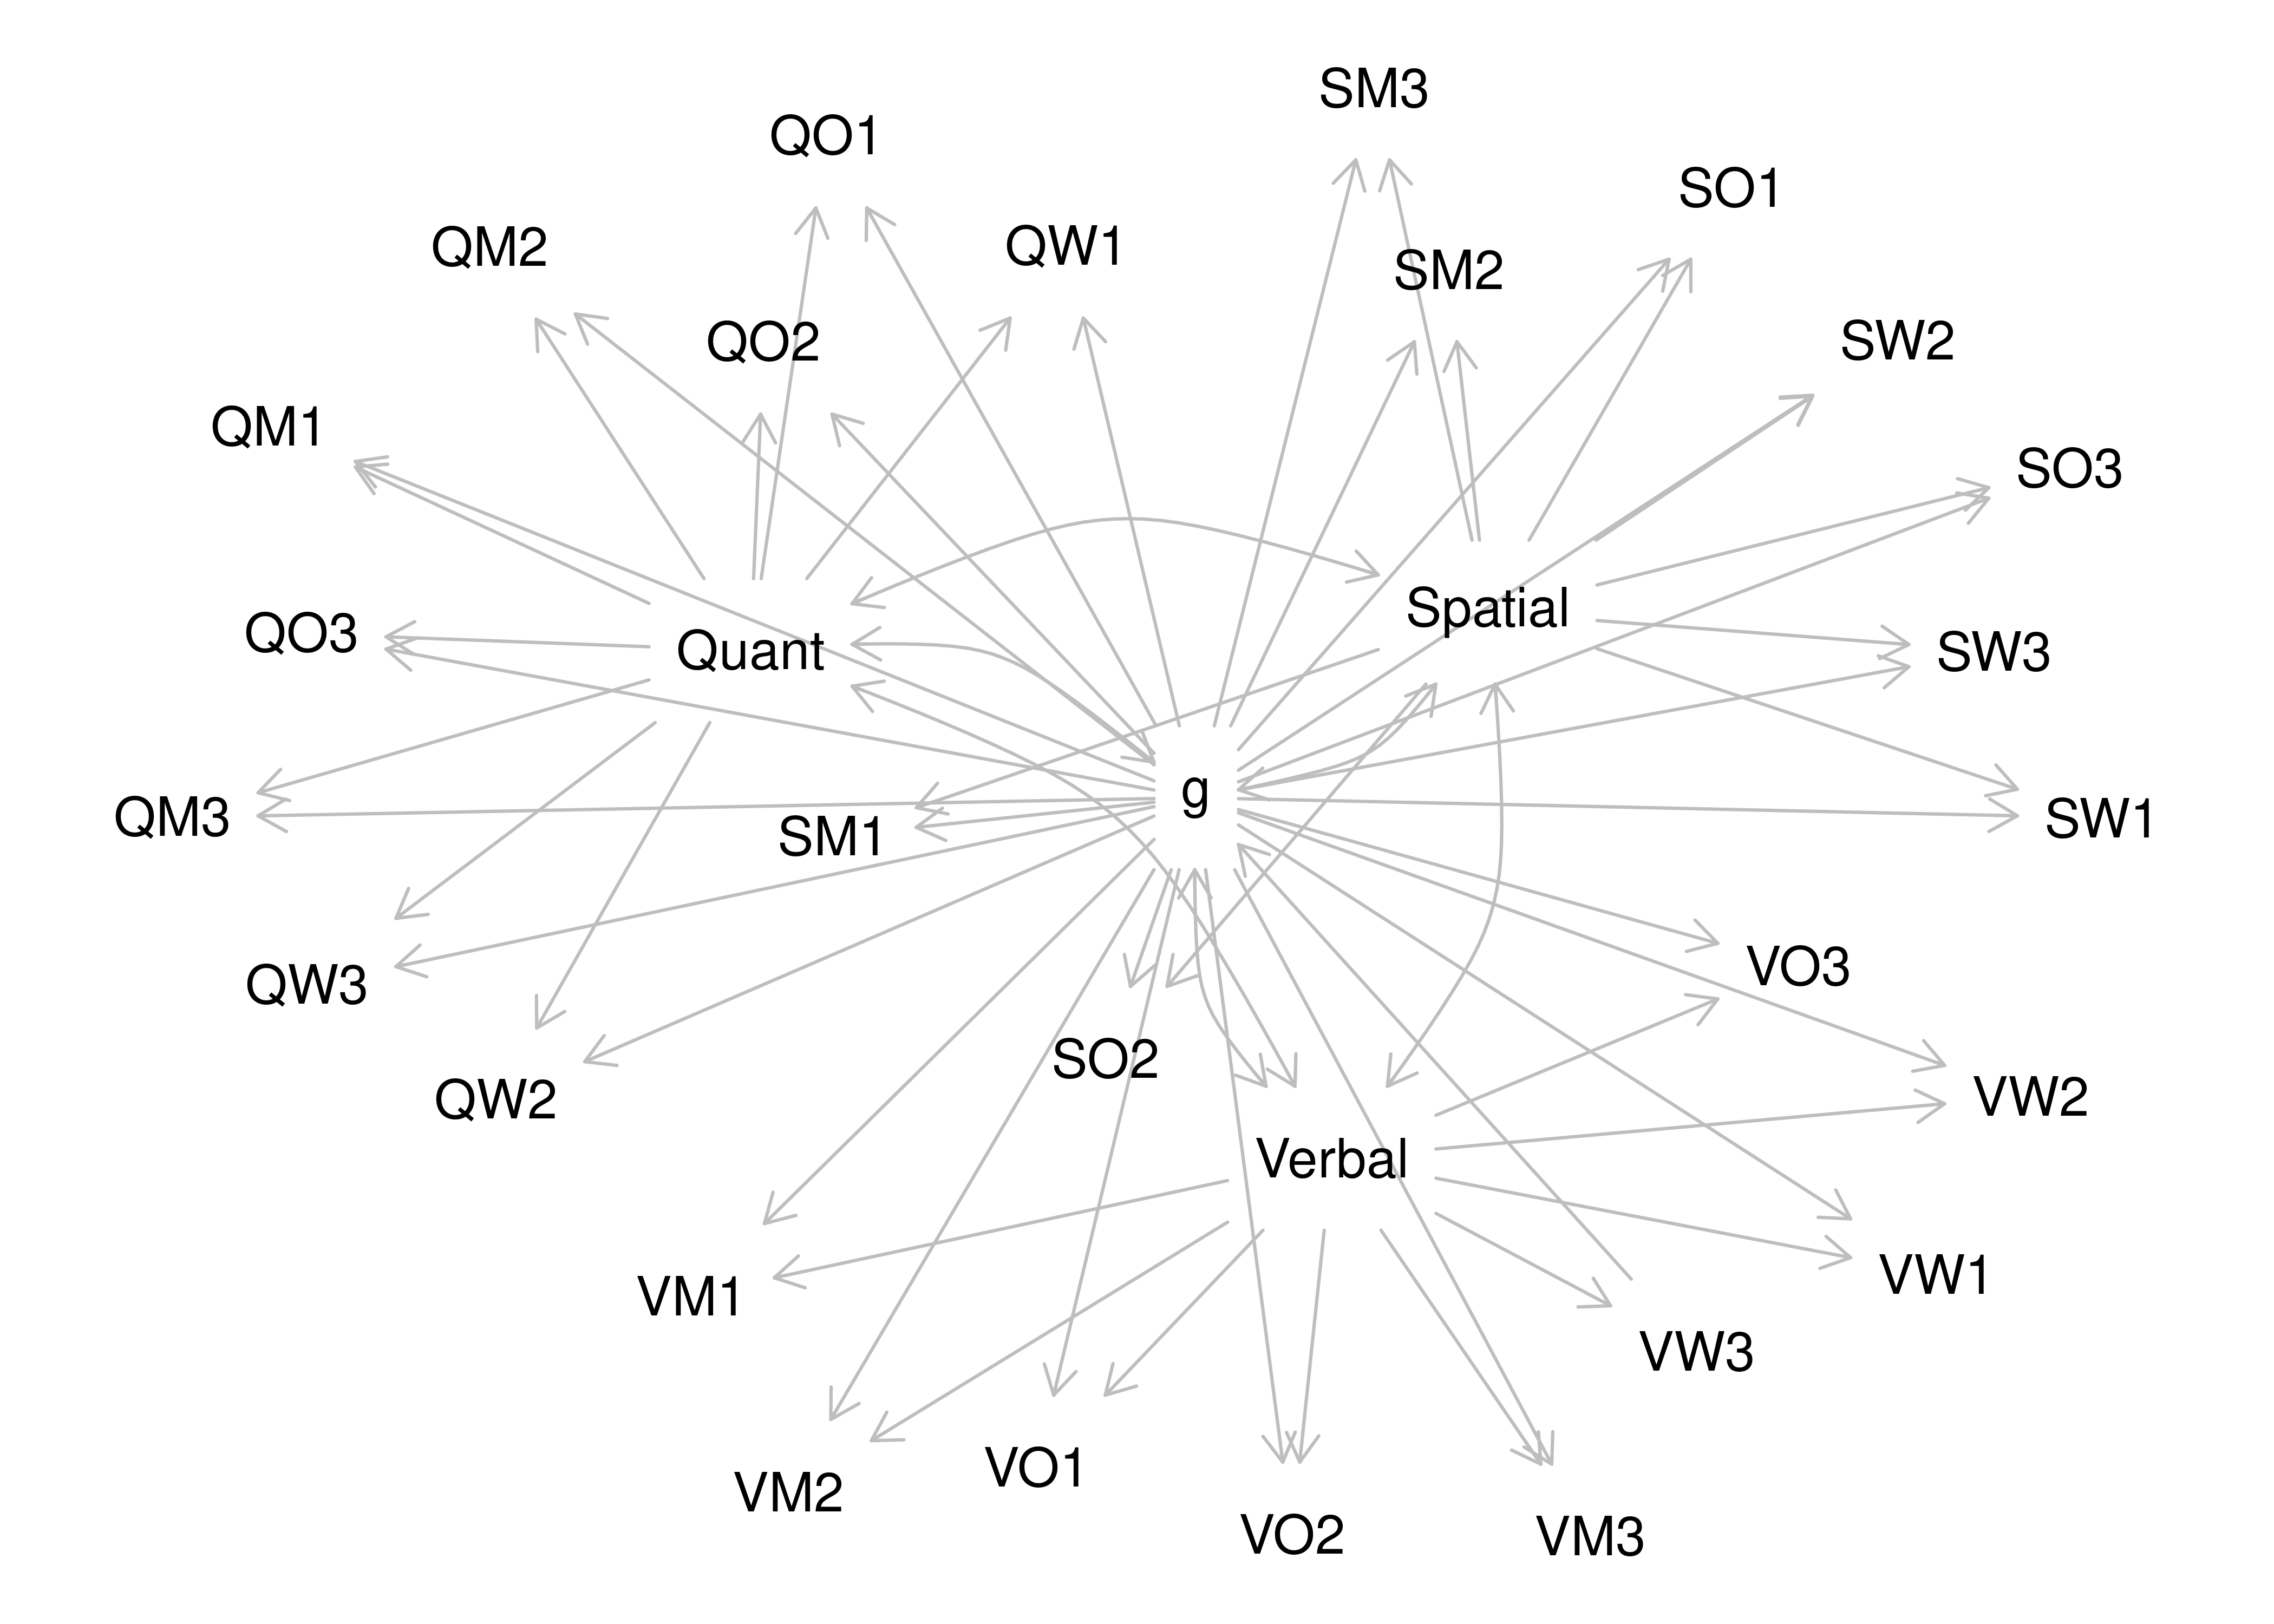 SM3
QO1
SO1
QM2
QW1
SM2
QO2
SW2
QM1
SO3
Spatial
QO3
Quant
SW3
g
QM3
SM1
SW1
VO3
QW3
SO2
QW2
VW2
Verbal
VM1
VW1
VW3
VO1
VM2
VO2
VM3